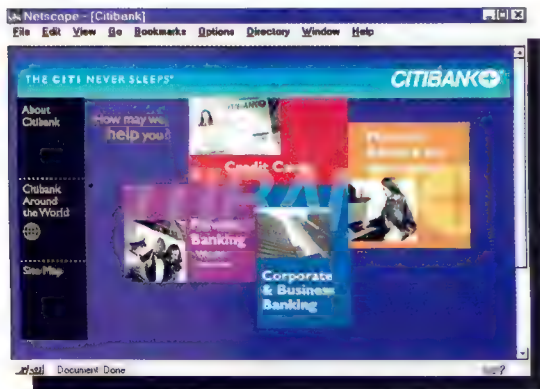 Netscape - [Citibank]
File Edit View Go Bookmarks Options Directory Window Help
THE CITI NEVER SLEEPS®
CITIBANK
About
Citibank
How may we
help you?
Credit Card
Citibank
Around
the World
Banking
Site Map
Corporate
& Business
Banking
Document Done